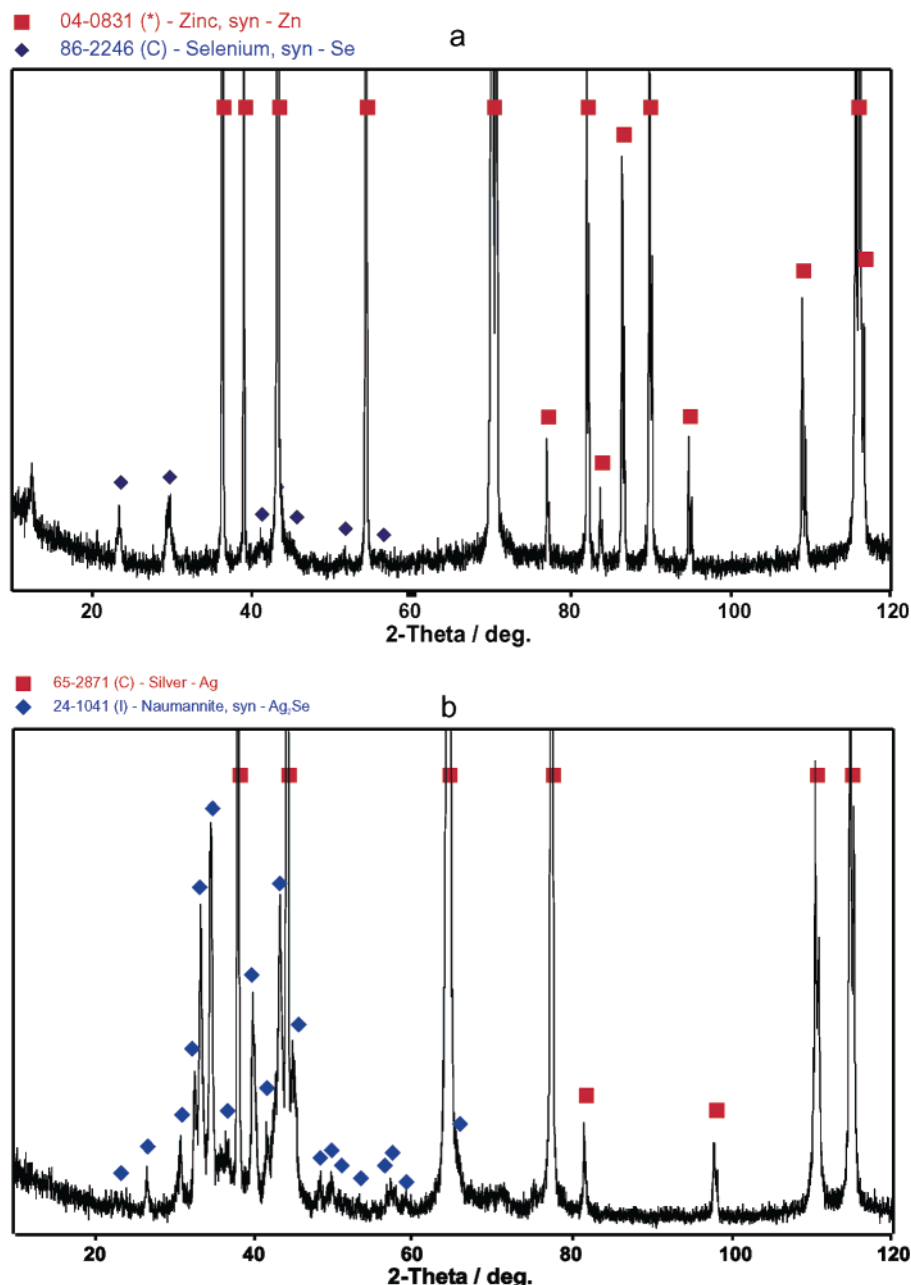 04-0831 (*) - Zinc, syn - Zn
86-2246 (C) - Selenium, syn - Se
a
20 40 60 80 100 120
2-Theta / deg.
65-2871 (C) - Silver - Ag
24-1041 (I) - Naumannite, syn - Ag₂Se
b
20 40 60 80 100 120
2-Theta / deg.